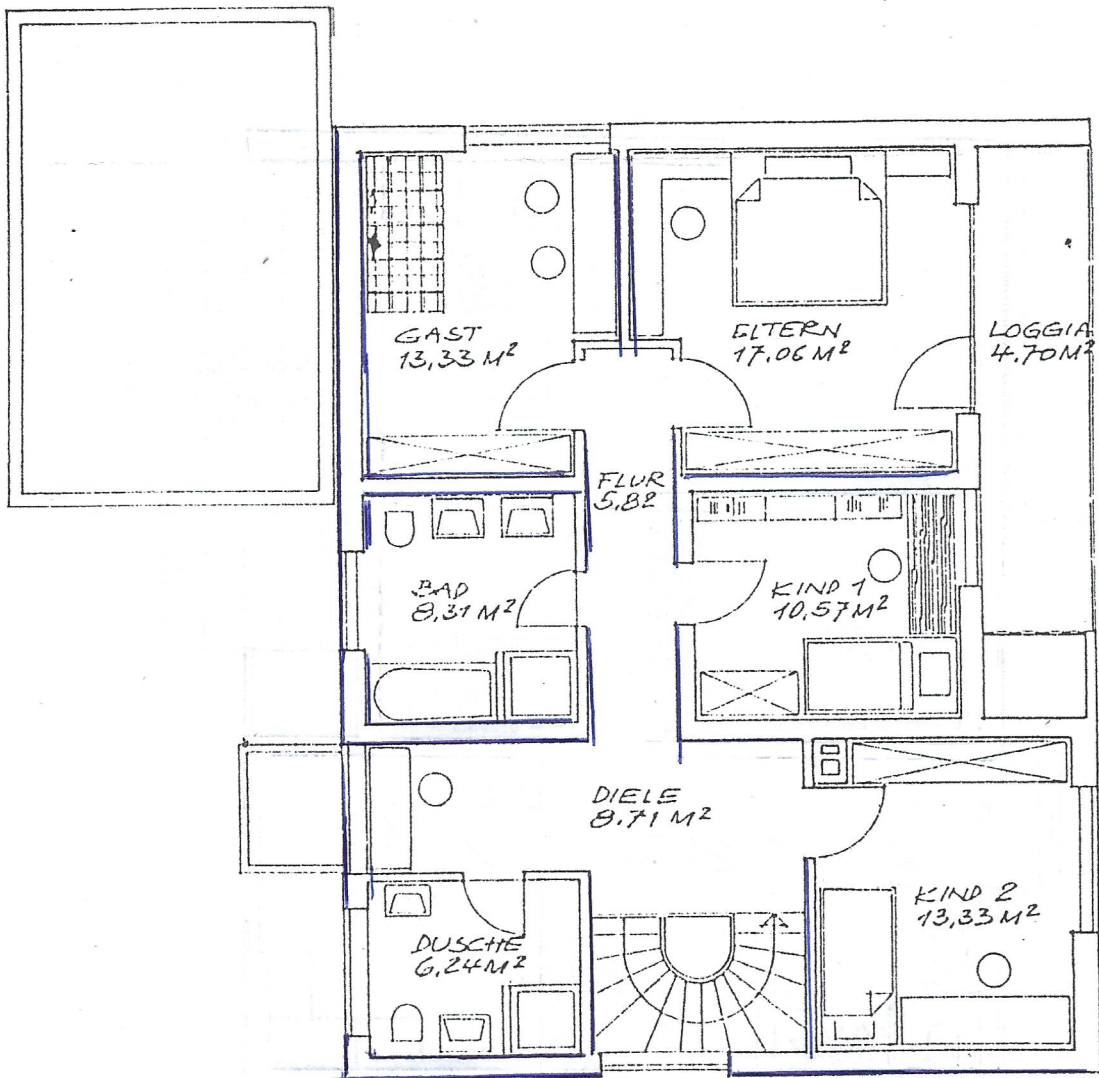 GAST
13,33 M²
ELTERN
17,06 M²
LOGGIA
4.70 M²
FLUR
5,82
BAD
8,31 M²
KIND 1
10,57 M²
DIELE
8.71 M²
KIND 2
13,33 M²
DUSCHE
6,24 M²